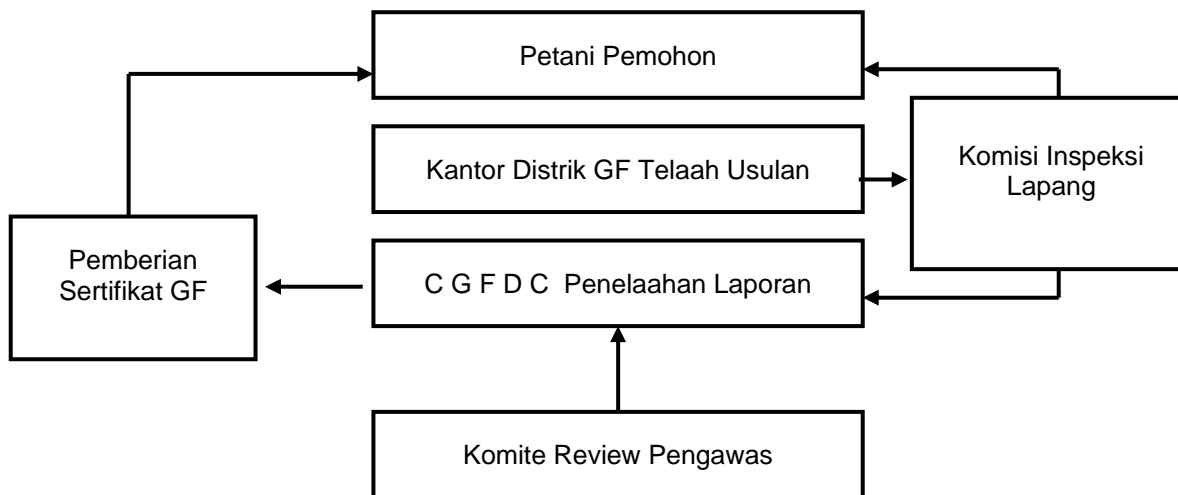 Petani Pemohon
Kantor Distrik GF Telaah Usulan
Komisi Inspeksi
Lapang
Pemberian
Sertifikat GF
C G F D C  Penelaahan Laporan
Komite Review Pengawas